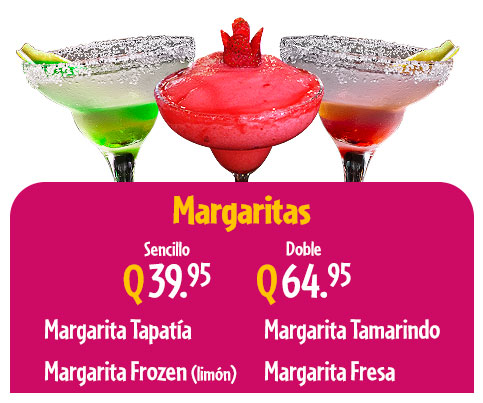 Margaritas
Sencillo Doble
Q39.95 Q64.95
Margarita Tapatía Margarita Tamarindo
Margarita Frozen (limón) Margarita Fresa